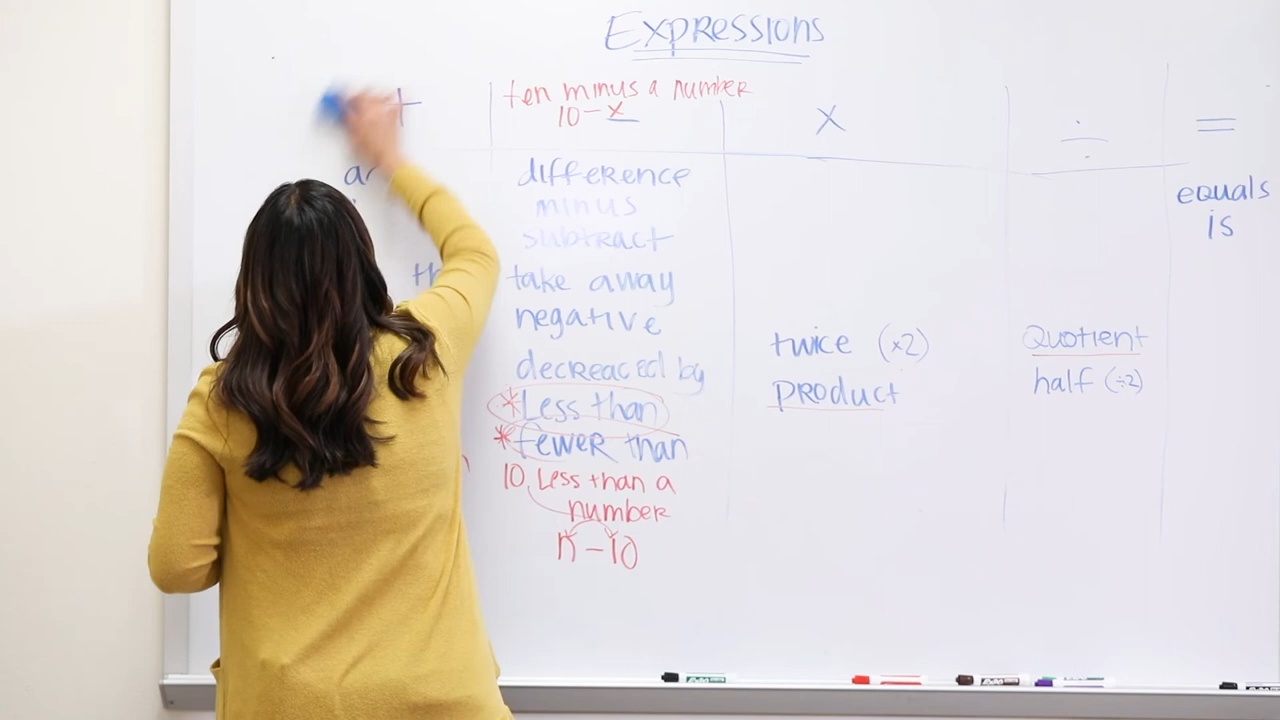 Expressions
+
ten minus a number
10 - x
x
÷
=
difference
minus
subtract
take away
negative
decreaced by
*Less than
*fewer than
10 Less than a
number
n - 10
twice (x2)
product
Quotient
half (÷2)
equals
is